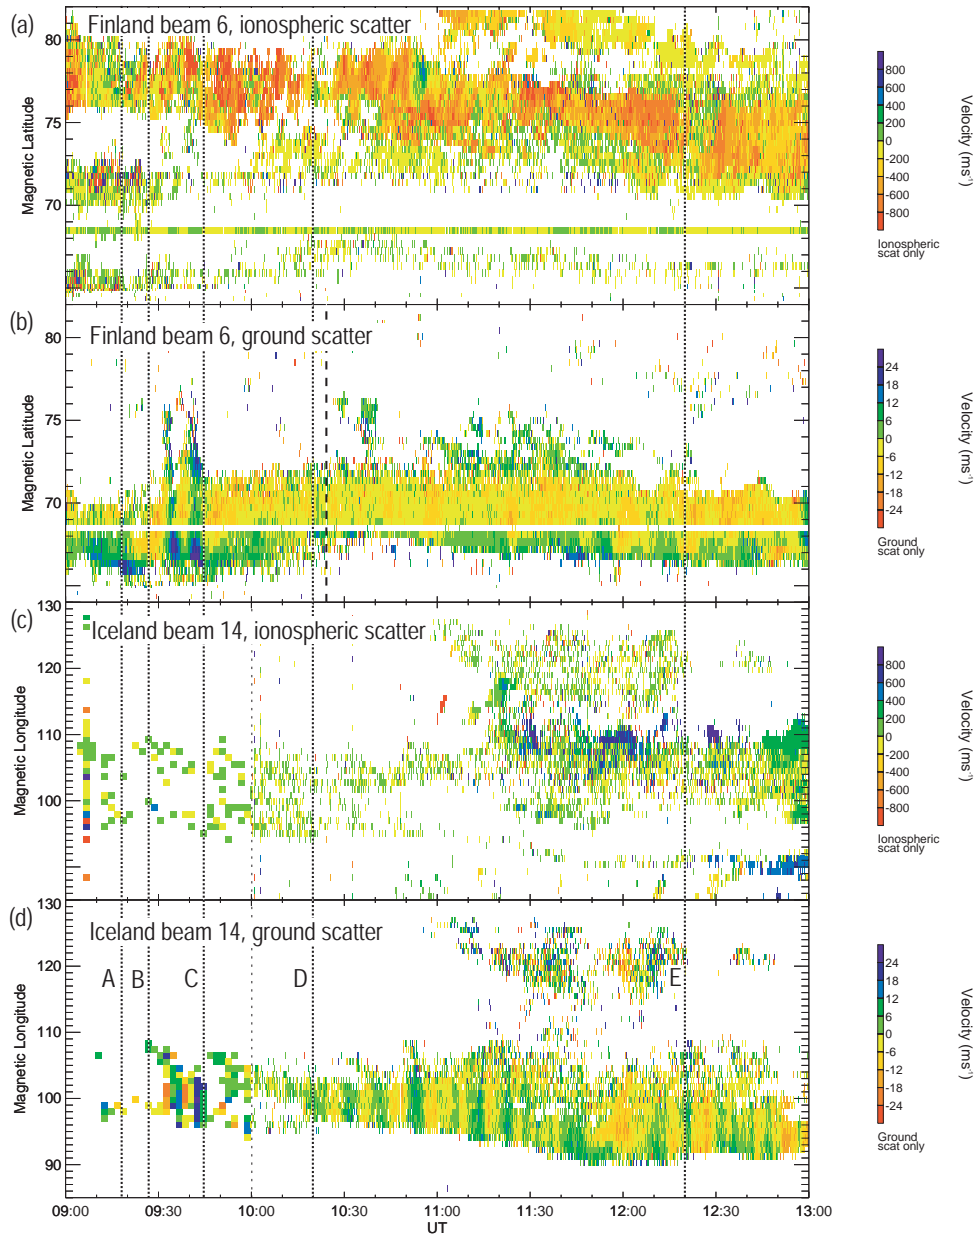 (a)
Finland beam 6, ionospheric scatter
80
75
70
Magnetic Latitude
800
600
400
200
0
-200
-400
-600
-800
Velocity (ms⁻¹)
Ionospheric
scat only
(b)
Finland beam 6, ground scatter
80
75
70
Magnetic Latitude
24
18
12
6
0
-6
-12
-18
-24
Velocity (ms⁻¹)
Ground
scat only
(c)
Iceland beam 14, ionospheric scatter
130
120
110
100
Magnetic Longitude
800
600
400
200
0
-200
-400
-600
-800
Velocity (ms⁻¹)
Ionospheric
scat only
(d)
Iceland beam 14, ground scatter
130
120
110
100
90
Magnetic Longitude
A B C D E
24
18
12
6
0
-6
-12
-18
-24
Velocity (ms⁻¹)
Ground
scat only
09:00 09:30 10:00 10:30 11:00 11:30 12:00 12:30 13:00
UT